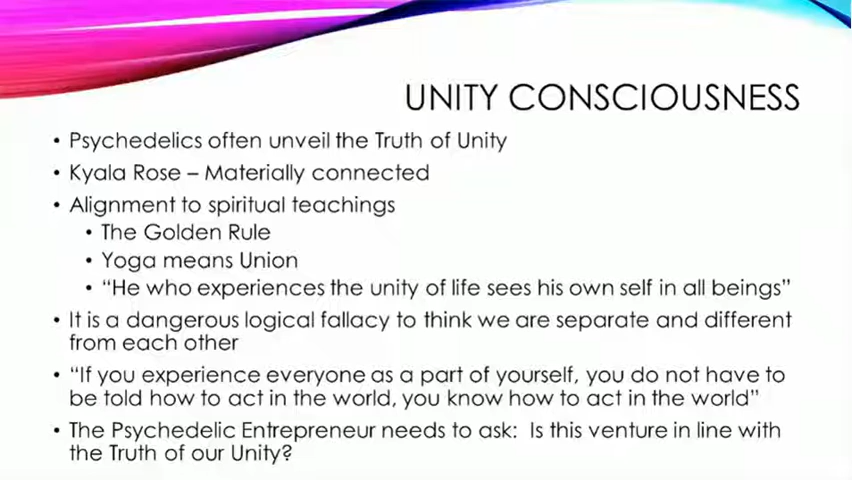 UNITY CONSCIOUSNESS
• Psychedelics often unveil the Truth of Unity
• Kyala Rose – Materially connected
• Alignment to spiritual teachings
• The Golden Rule
• Yoga means Union
• “He who experiences the unity of life sees his own self in all beings”
• It is a dangerous logical fallacy to think we are separate and different
from each other
• “If you experience everyone as a part of yourself, you do not have to
be told how to act in the world, you know how to act in the world”
• The Psychedelic Entrepreneur needs to ask:  Is this venture in line with
the Truth of our Unity?